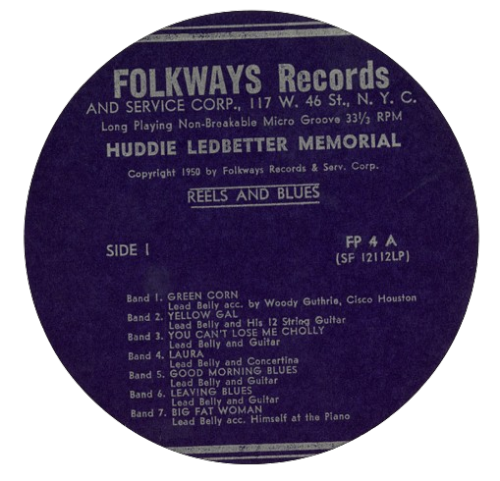 FOLKWAYS Records
AND SERVICE CORP., 117 W. 46 St., N. Y. C.
Long Playing Non-Breakable Micro Groove 33 1/3 RPM
HUDDIE LEDBETTER MEMORIAL
Copyright 1950 by Folkways Records & Serv. Corp.
REELS AND BLUES
SIDE I
FP 4 A
(SF 12112LP)
Band 1. GREEN CORN
Lead Belly acc. by Woody Guthrie, Cisco Houston
Band 2. YELLOW GAL
Lead Belly and His 12 String Guitar
Band 3. YOU CAN'T LOSE ME CHOLLY
Lead Belly and Guitar
Band 4. LAURA
Lead Belly and Concertina
Band 5. GOOD MORNING BLUES
Lead Belly and Guitar
Band 6. LEAVING BLUES
Lead Belly and Guitar
Band 7. BIG FAT WOMAN
Lead Belly acc. Himself at the Piano